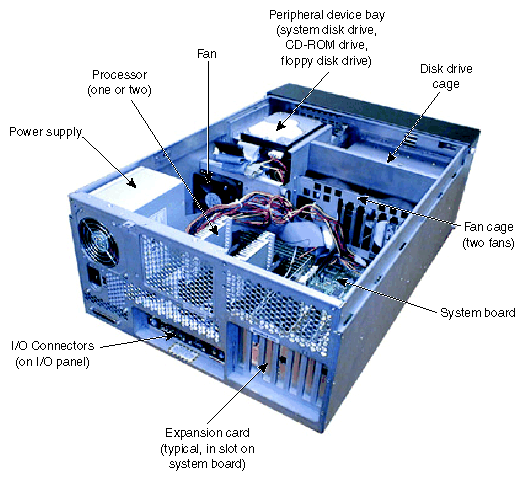 Peripheral device bay
(system disk drive,
CD-ROM drive,
floppy disk drive)
Fan
Processor
(one or two)
Disk drive
cage
Power supply
Fan cage
(two fans)
System board
I/O Connectors
(on I/O panel)
Expansion card
(typical, in slot on
system board)